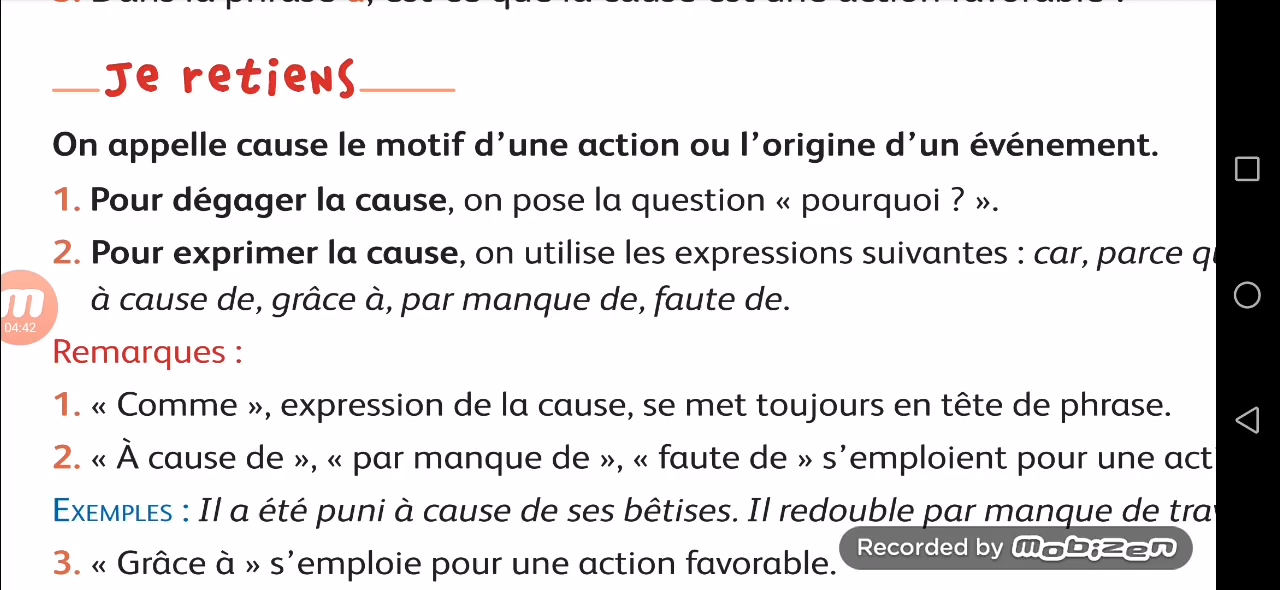 Je retiens
On appelle cause le motif d'une action ou l'origine d'un événement.
1. Pour dégager la cause, on pose la question « pourquoi ? ».
2. Pour exprimer la cause, on utilise les expressions suivantes : car, parce
à cause de, grâce à, par manque de, faute de.
04:42
Remarques :
1. « Comme », expression de la cause, se met toujours en tête de phrase.
2. « À cause de », « par manque de », « faute de » s'emploient pour une
EXEMPLES : Il a été puni à cause de ses bêtises. Il redouble par manque de
Recorded by mobizen
3. « Grâce à » s'emploie pour une action favorable.